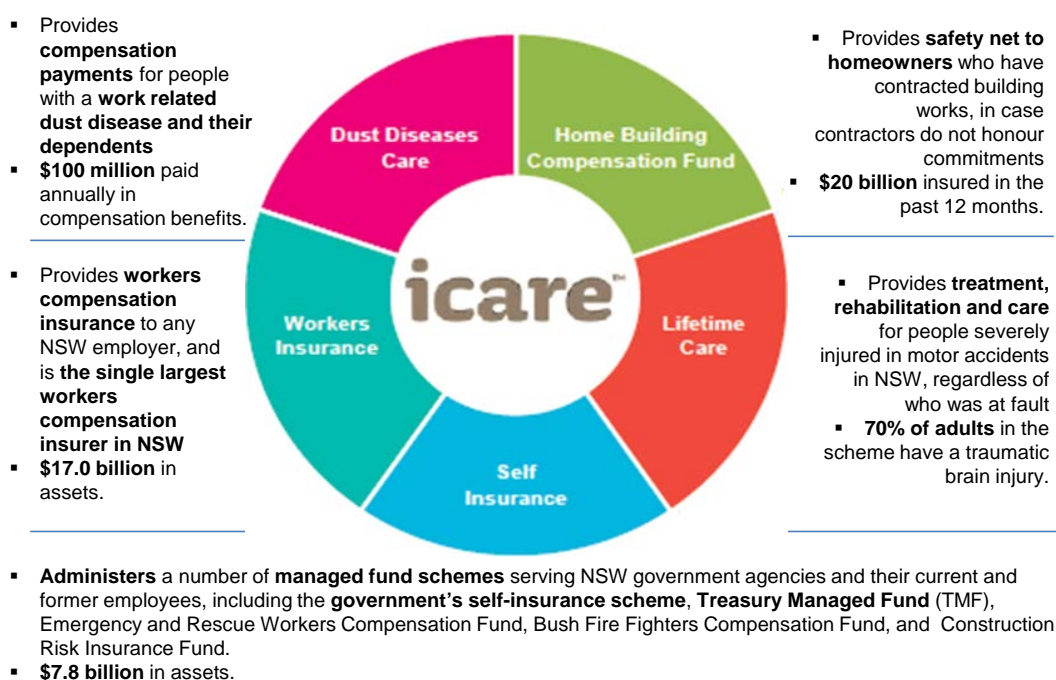 ▪ Provides
compensation
payments for people
with a work related
dust disease and their
dependents
▪ $100 million paid
annually in
compensation benefits.
▪ Provides workers
compensation
insurance to any
NSW employer, and
is the single largest
workers
compensation
insurer in NSW
▪ $17.0 billion in
assets.
Dust Diseases
Care
Home Building
Compensation Fund
icare™
Workers
Insurance
Lifetime
Care
Self
Insurance
▪ Provides safety net to
homeowners who have
contracted building
works, in case
contractors do not honour
commitments
▪ $20 billion insured in the
past 12 months.
▪ Provides treatment,
rehabilitation and care
for people severely
injured in motor accidents
in NSW, regardless of
who was at fault
▪ 70% of adults in the
scheme have a traumatic
brain injury.
▪ Administers a number of managed fund schemes serving NSW government agencies and their current and
former employees, including the government's self-insurance scheme, Treasury Managed Fund (TMF),
Emergency and Rescue Workers Compensation Fund, Bush Fire Fighters Compensation Fund, and Construction
Risk Insurance Fund.
▪ $7.8 billion in assets.